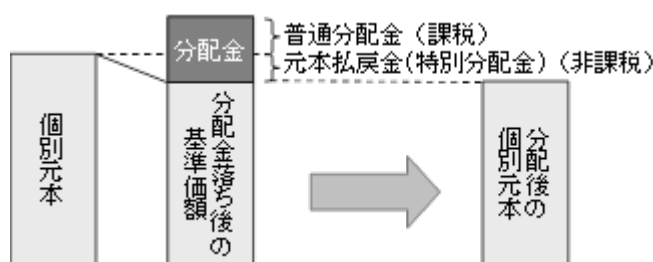 分配金
普通分配金（課税）
元本払戻金(特別分配金)（非課税）
個別元本
分配金落ち後の
基準価額
分配後の
個別元本